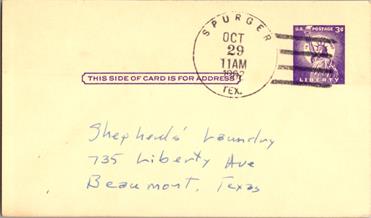 SPURGER
OCT
29
11AM
TEX.
U.S. POSTAGE 3¢
LIBERTY
THIS SIDE OF CARD IS FOR ADDRESS
Shepherds' Laundry
735 Liberty Ave
Beaumont, Texas